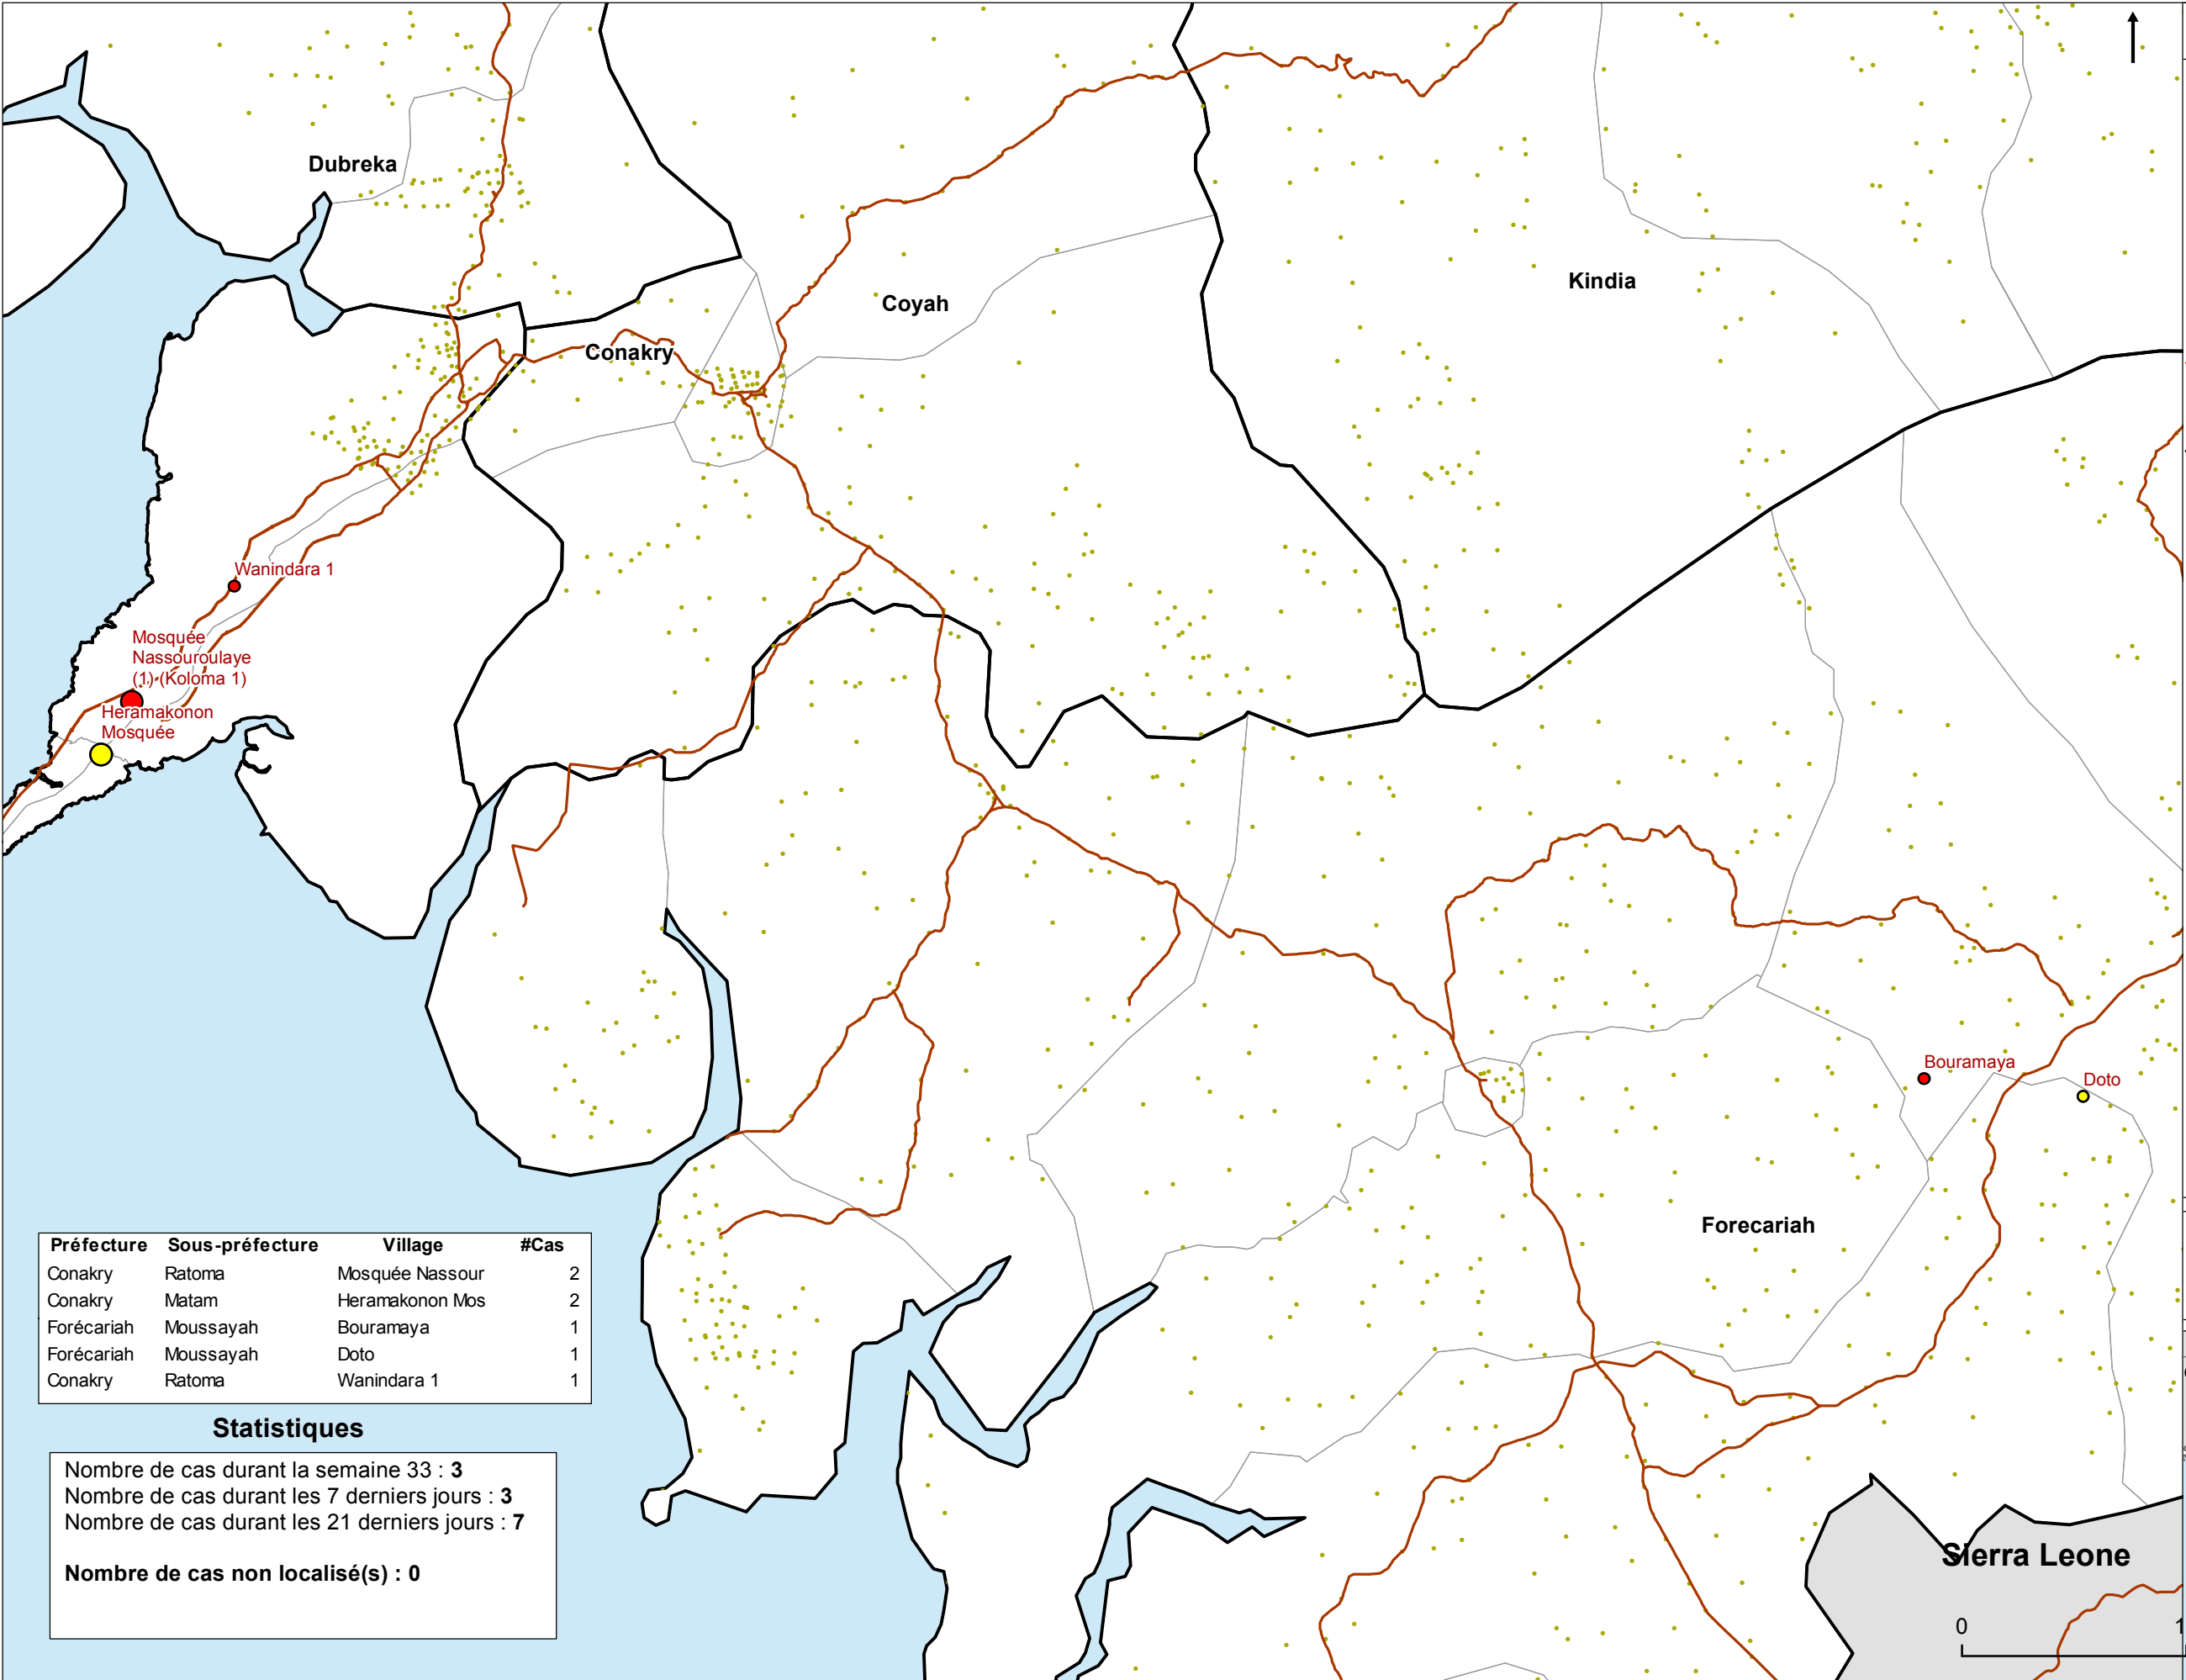 Dubreka
Kindia
Coyah
Conakry
Wanindara 1
Mosquée
Nassouroulaye
(1) (Koloma 1)
Heramakonon
Mosquée
Bouramaya
Doto
Forecariah
Préfecture Sous-préfecture Village #Cas
Conakry Ratoma Mosquée Nassour 2
Conakry Matam Heramakonon Mos 2
Forécariah Moussayah Bouramaya 1
Forécariah Moussayah Doto 1
Conakry Ratoma Wanindara 1 1
Statistiques
Nombre de cas durant la semaine 33 : 3
Nombre de cas durant les 7 derniers jours : 3
Nombre de cas durant les 21 derniers jours : 7
Nombre de cas non localisé(s) : 0
Sierra Leone
0 1